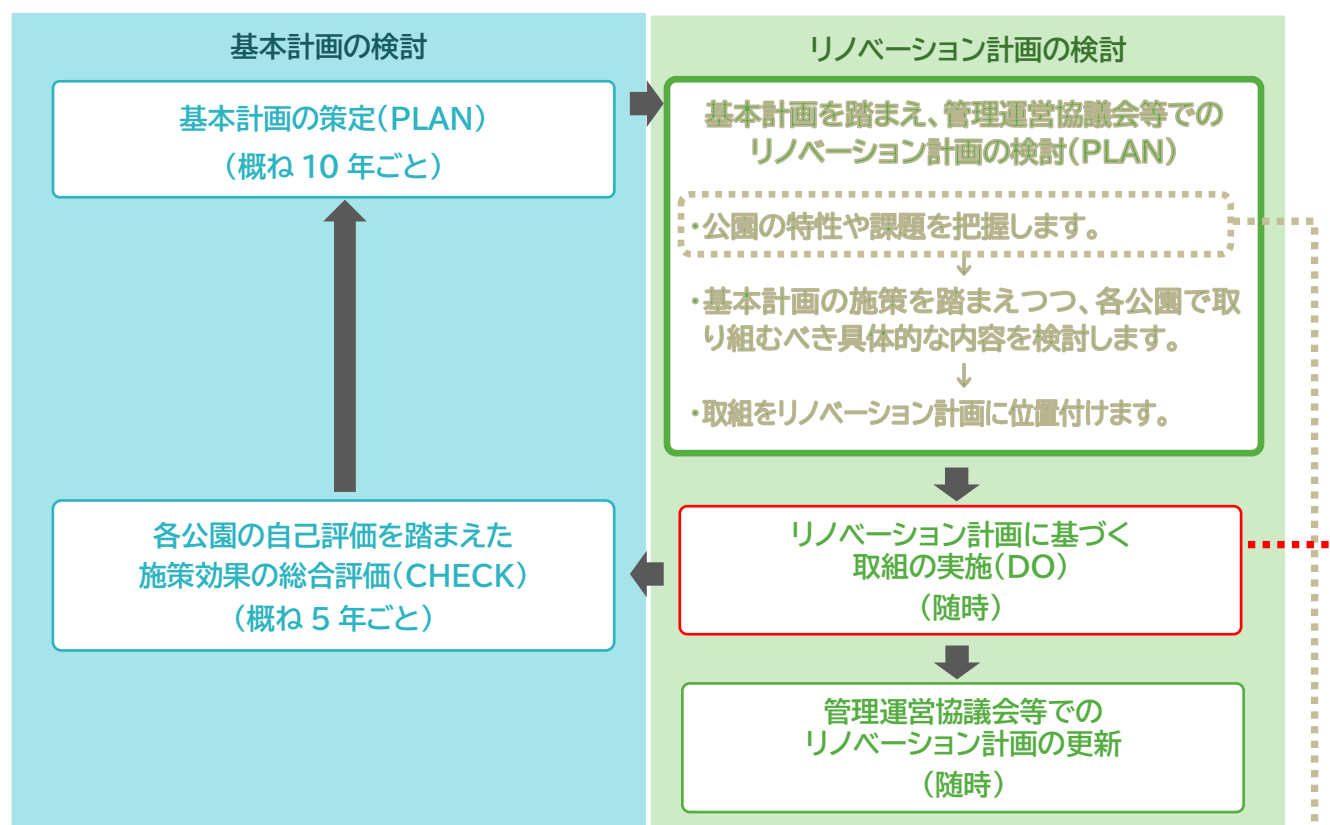 基本計画の検討
基本計画の策定(PLAN)
(概ね 10 年ごと)
各公園の自己評価を踏まえた
施策効果の総合評価(CHECK)
(概ね 5 年ごと)
リノベーション計画の検討
基本計画を踏まえ、管理運営協議会等での
リノベーション計画の検討(PLAN)
・公園の特性や課題を把握します。
↓
・基本計画の施策を踏まえつつ、各公園で取
り組むべき具体的な内容を検討します。
↓
・取組をリノベーション計画に位置付けます。
リノベーション計画に基づく
取組の実施(DO)
(随時)
管理運営協議会等での
リノベーション計画の更新
(随時)